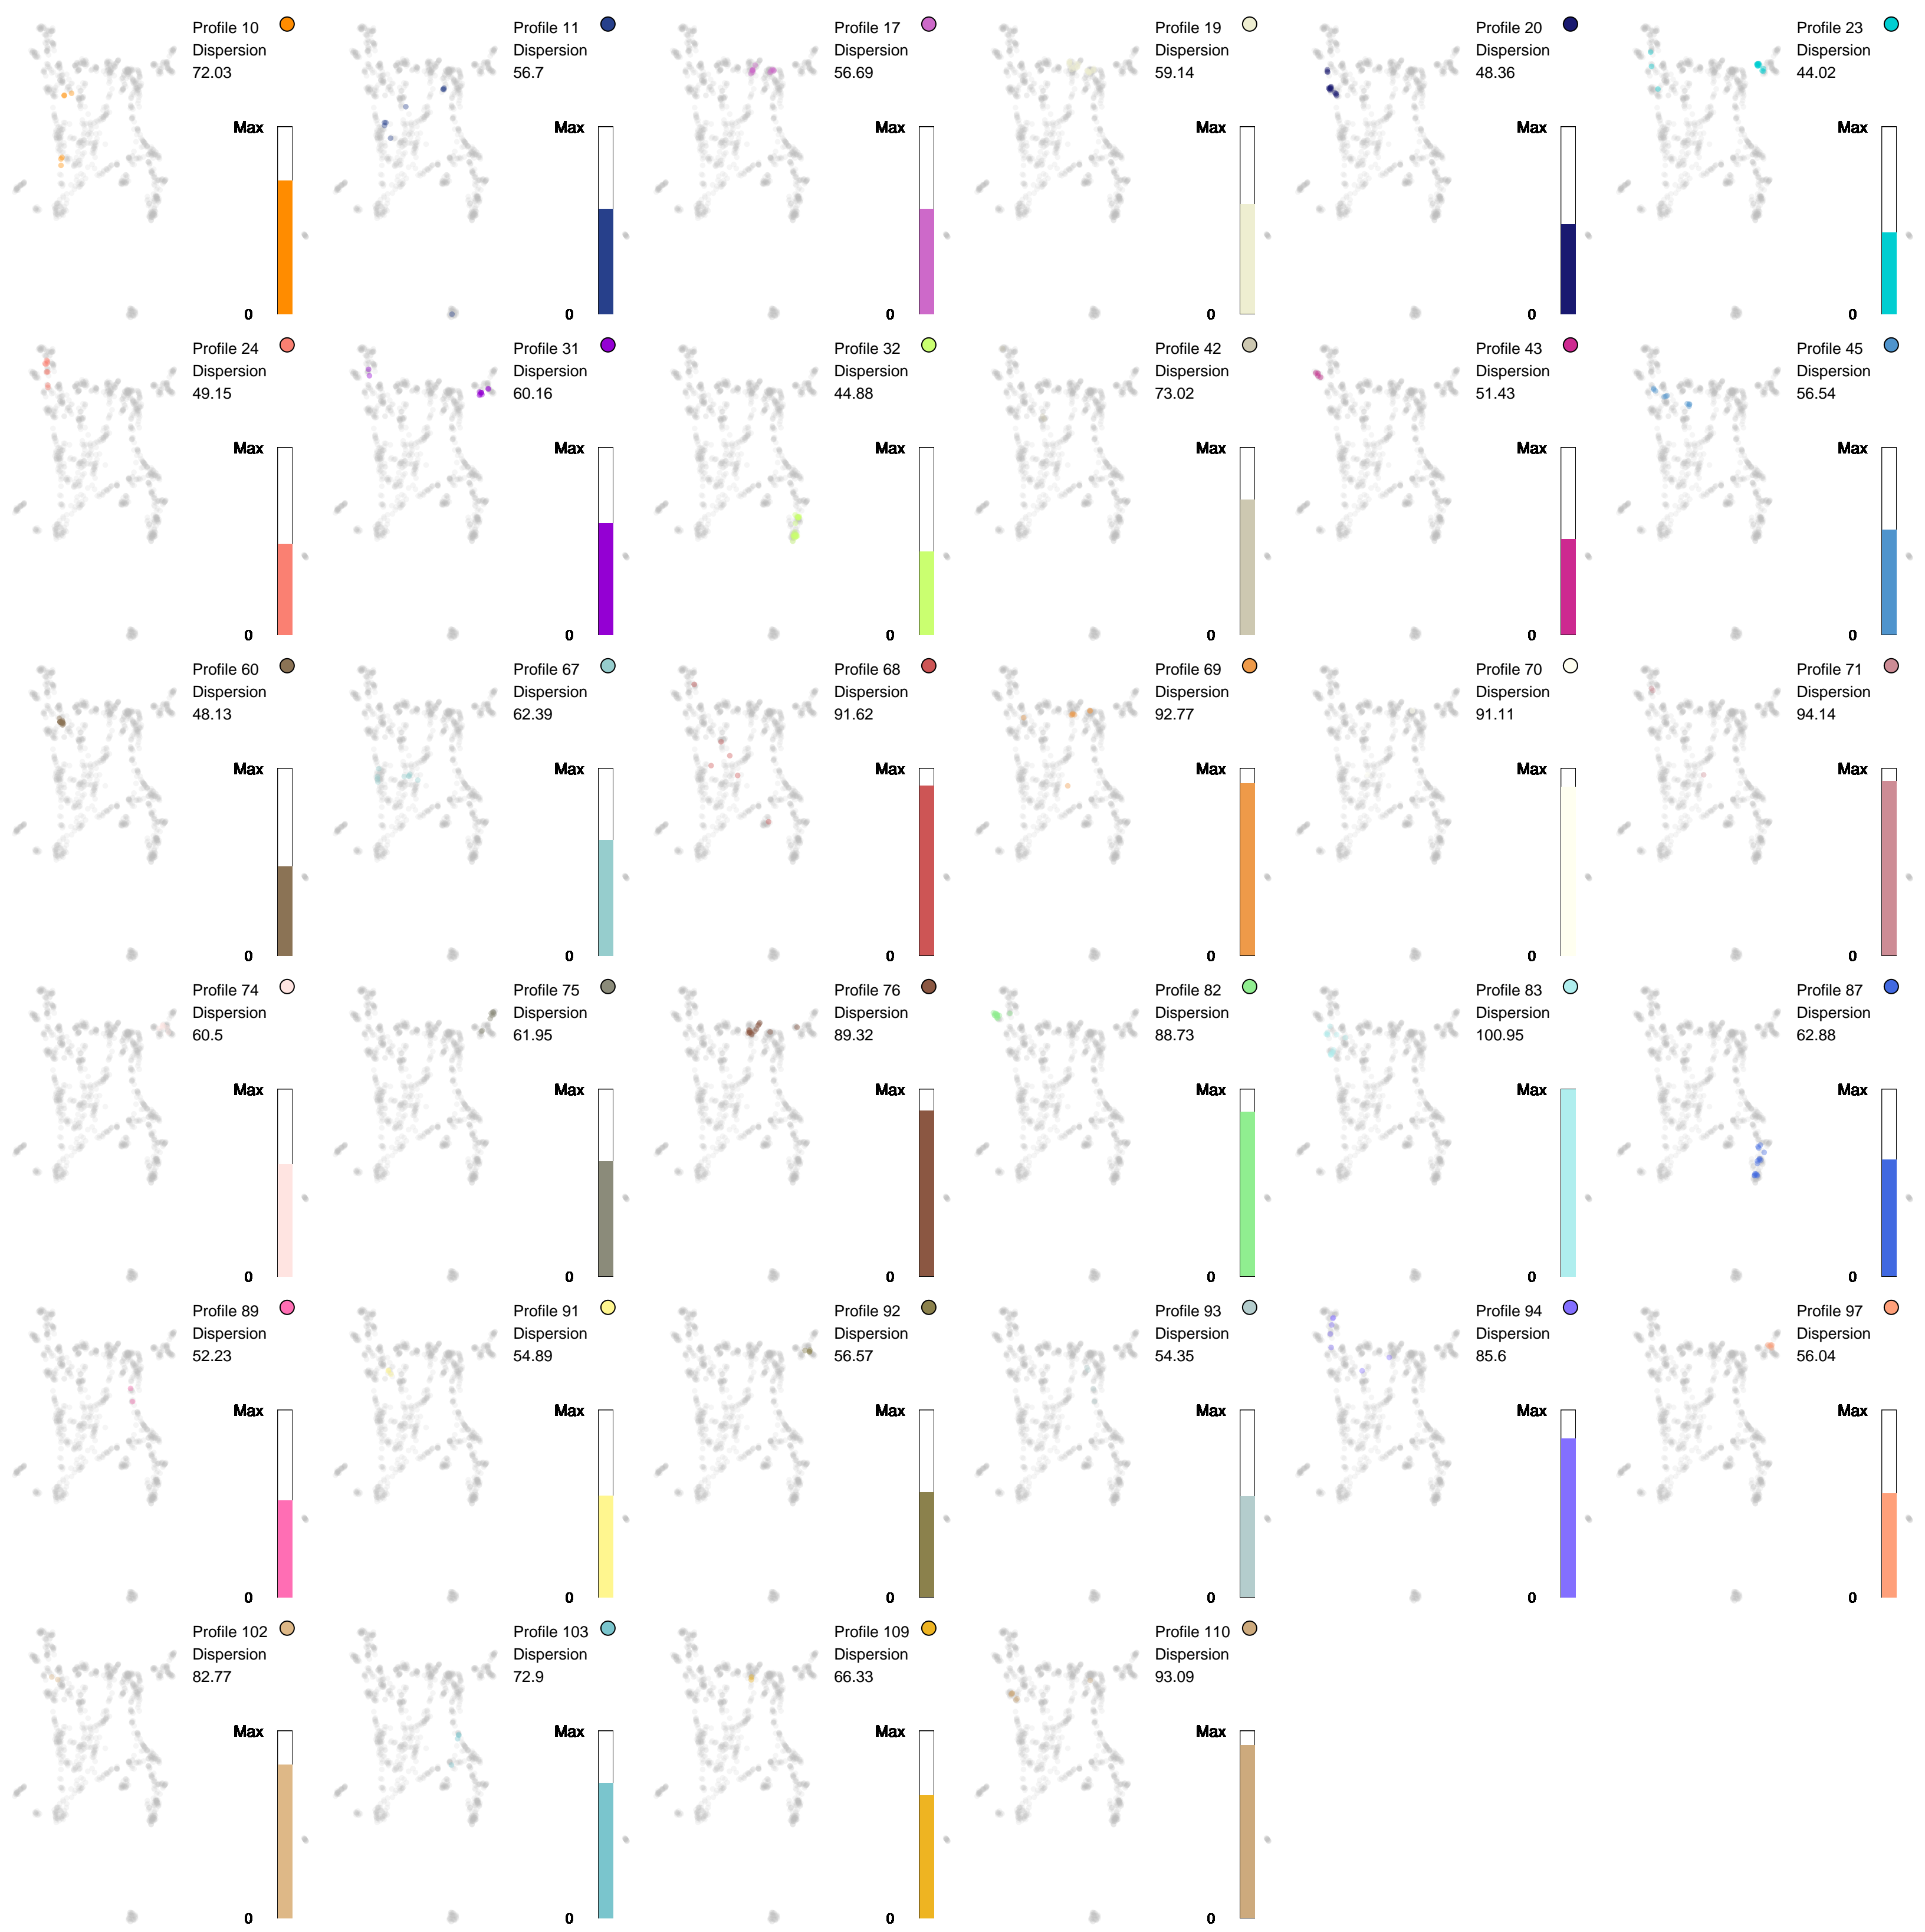 Profile 10
Dispersion
72.03
Max
0
Profile 11
Dispersion
56.7
Max
0
Profile 17
Dispersion
56.69
Max
0
Profile 19
Dispersion
59.14
Max
0
Profile 20
Dispersion
48.36
Max
0
Profile 23
Dispersion
44.02
Max
0
Profile 24
Dispersion
49.15
Max
0
Profile 31
Dispersion
60.16
Max
0
Profile 32
Dispersion
44.88
Max
0
Profile 42
Dispersion
73.02
Max
0
Profile 43
Dispersion
51.43
Max
0
Profile 45
Dispersion
56.54
Max
0
Profile 60
Dispersion
48.13
Max
0
Profile 67
Dispersion
62.39
Max
0
Profile 68
Dispersion
91.62
Max
0
Profile 69
Dispersion
92.77
Max
0
Profile 70
Dispersion
91.11
Max
0
Profile 71
Dispersion
94.14
Max
0
Profile 74
Dispersion
60.5
Max
0
Profile 75
Dispersion
61.95
Max
0
Profile 76
Dispersion
89.32
Max
0
Profile 82
Dispersion
88.73
Max
0
Profile 83
Dispersion
100.95
Max
0
Profile 87
Dispersion
62.88
Max
0
Profile 89
Dispersion
52.23
Max
0
Profile 91
Dispersion
54.89
Max
0
Profile 92
Dispersion
56.57
Max
0
Profile 93
Dispersion
54.35
Max
0
Profile 94
Dispersion
85.6
Max
0
Profile 97
Dispersion
56.04
Max
0
Profile 102
Dispersion
82.77
Max
0
Profile 103
Dispersion
72.9
Max
0
Profile 109
Dispersion
66.33
Max
0
Profile 110
Dispersion
93.09
Max
0